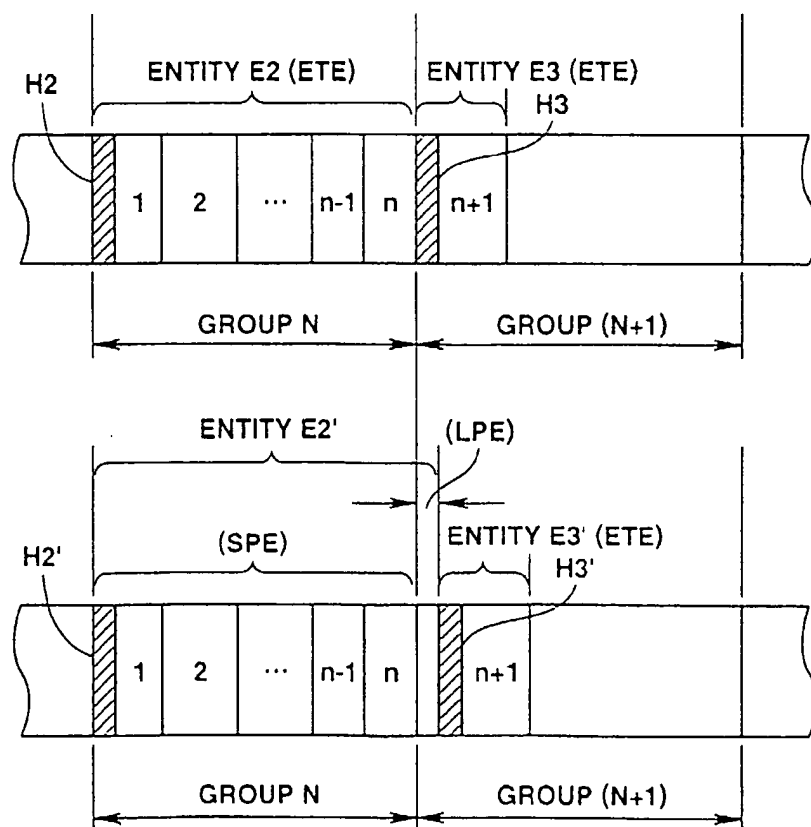 ENTITY E2 (ETE) ENTITY E3 (ETE)
H2 H3
1 2 ... n-1 n n+1
GROUP N GROUP (N+1)
ENTITY E2' (LPE)
(SPE) ENTITY E3' (ETE)
H2' H3'
1 2 ... n-1 n n+1
GROUP N GROUP (N+1)